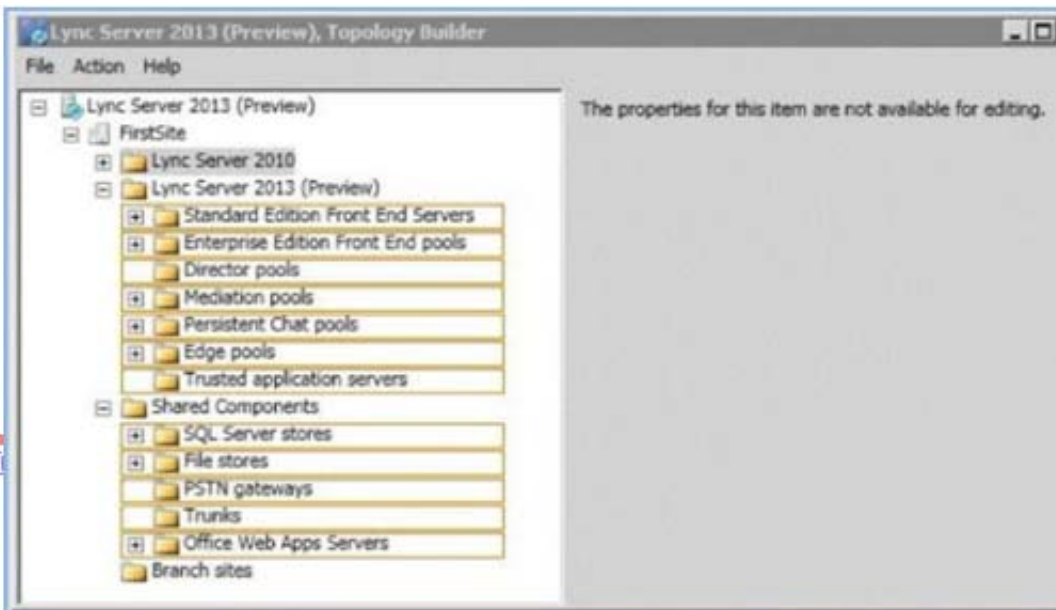 Lync Server 2013 (Preview), Topology Builder
File Action Help
Lync Server 2013 (Preview)
FirstSite
Lync Server 2010
Lync Server 2013 (Preview)
Standard Edition Front End Servers
Enterprise Edition Front End pools
Director pools
Mediation pools
Persistent Chat pools
Edge pools
Trusted application servers
Shared Components
SQL Server stores
File stores
PSTN gateways
Trunks
Office Web Apps Servers
Branch sites
The properties for this item are not available for editing.